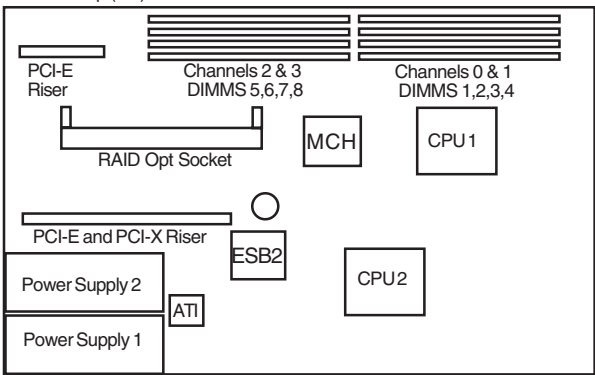 PCI-E
Riser
Channels 2 & 3
DIMMS 5,6,7,8
Channels 0 & 1
DIMMS 1,2,3,4
RAID Opt Socket
MCH
CPU1
PCI-E and PCI-X Riser
ESB2
CPU2
Power Supply 2
ATI
Power Supply 1